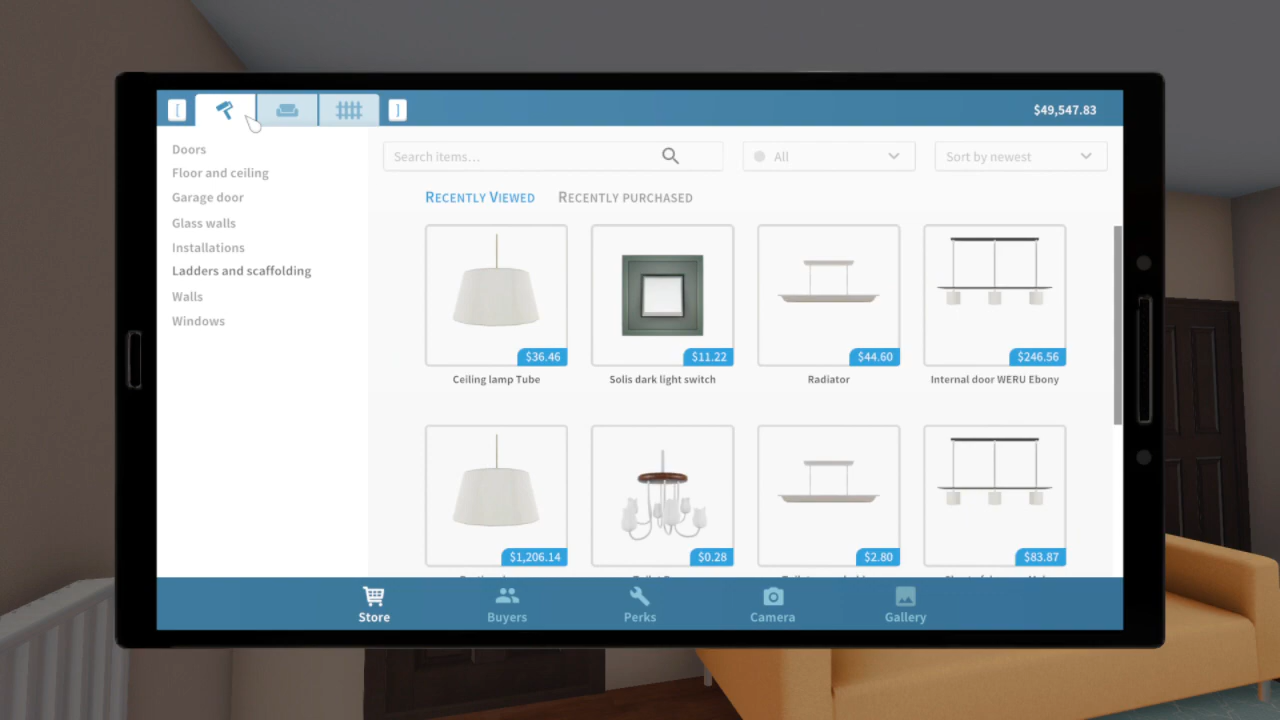 [
]
$49,547.83
Doors
Floor and ceiling
Garage door
Glass walls
Installations
Ladders and scaffolding
Walls
Windows
Search items...
All
Sort by newest
RECENTLY VIEWED
RECENTLY PURCHASED
$36.46
$11.22
$44.60
$246.56
Ceiling lamp Tube
Solis dark light switch
Radiator
Internal door WERU Ebony
$1,206.14
$0.28
$2.80
$83.87
Store
Buyers
Perks
Camera
Gallery